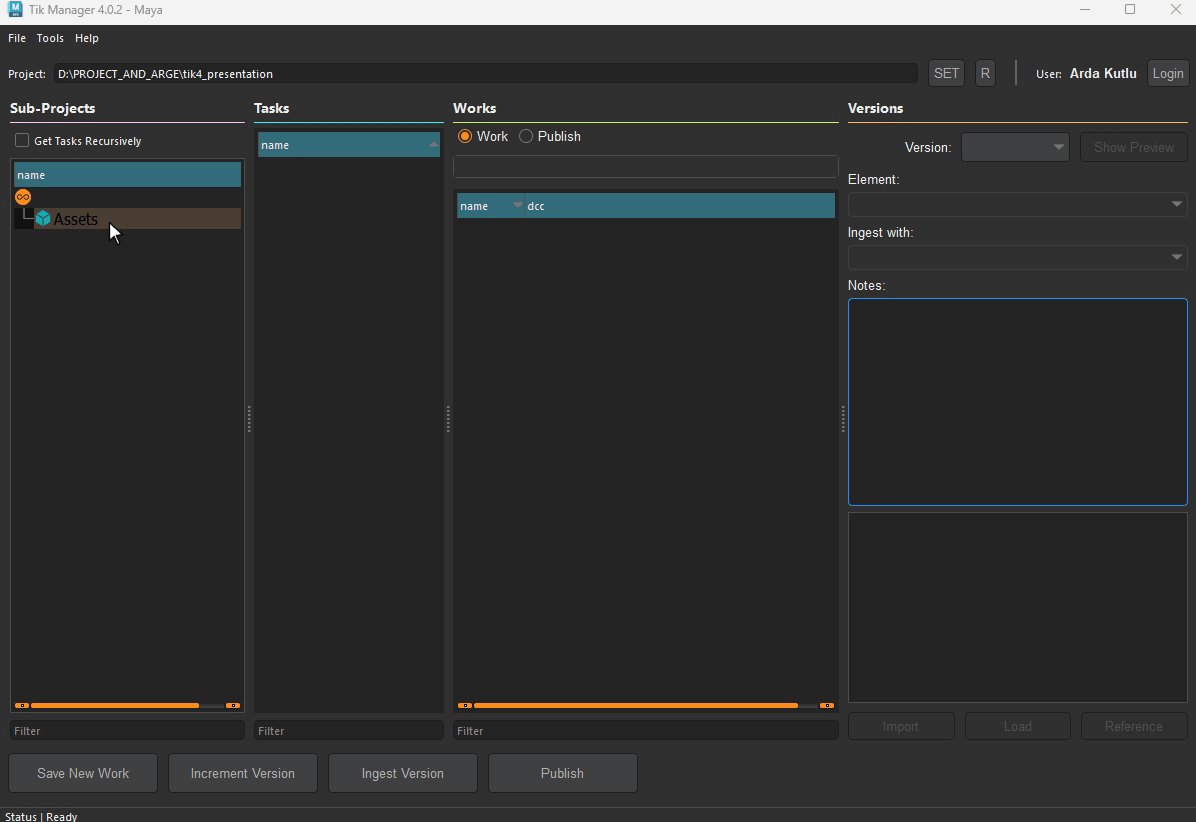 Tik Manager 4.0.2 - Maya
File Tools Help
Project: D:\PROJECT_AND_ARGE\tik4_presentation SET R User: Arda Kutlu Login
Sub-Projects Tasks Works Versions
Get Tasks Recursively name Work Publish Version: Show Preview
Element:
name
name dcc
Assets
Ingest with:
Notes:
Import Load Reference
Filter Filter Filter
Save New Work Increment Version Ingest Version Publish
Status | Ready